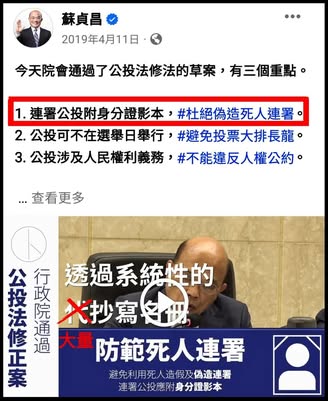 蘇貞昌
2019年4月11日
今天院會通過了公投法修法的草案，有三個重點。
1. 連署公投附身分證影本，#杜絕偽造死人連署。
2. 公投可不在選舉日舉行，#避免投票大排長龍。
3. 公投涉及人民權利義務，#不能違反人權公約。
... 查看更多
行政院通過
公投法修正案
透過系統性的
代抄寫名冊
大量
防範死人連署
避免利用死人造假及偽造連署
連署公投應附身分證影本